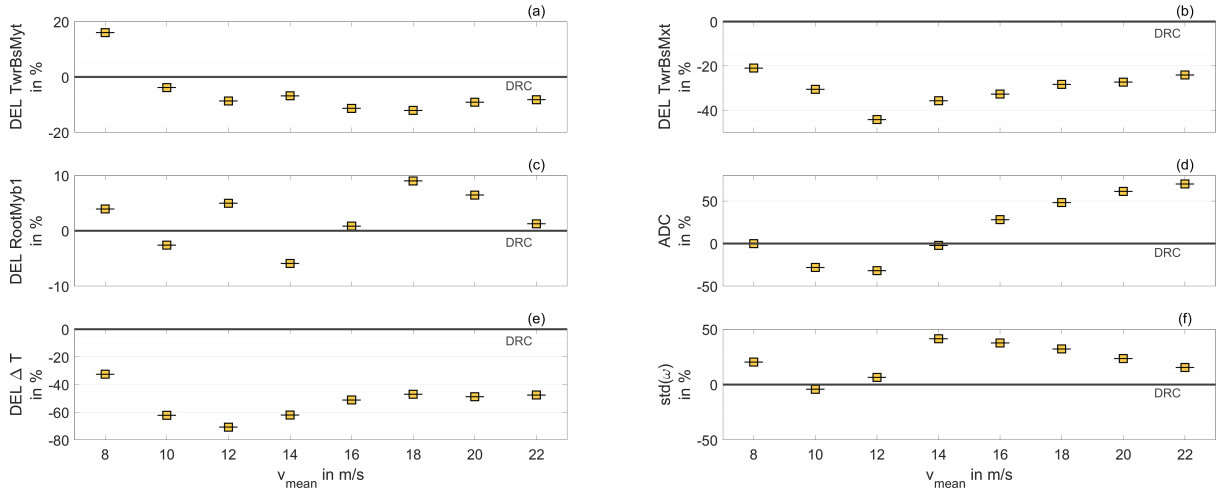 (a)
20
0
-20
DEL TwrBsMyt
in %
DRC
(b)
0
-20
-40
DEL TwrBsMxt
in %
DRC
(c)
10
0
-10
DEL RootMyb1
in %
DRC
(d)
50
0
-50
ADC
in %
DRC
(e)
0
-20
-40
-60
-80
DEL Δ T
in %
DRC
8 10 12 14 16 18 20 22
v_mean in m/s
(f)
50
0
-50
std(ω)
in %
DRC
8 10 12 14 16 18 20 22
v_mean in m/s